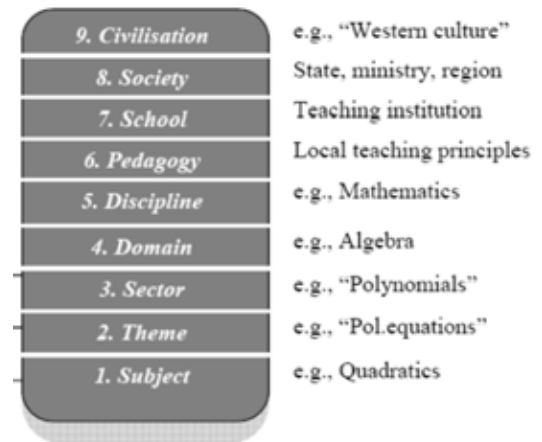 9. Civilisation e.g., “Western culture”
8. Society State, ministry, region
7. School Teaching institution
6. Pedagogy Local teaching principles
5. Discipline e.g., Mathematics
4. Domain e.g., Algebra
3. Sector e.g., “Polynomials”
2. Theme e.g., “Pol.equations”
1. Subject e.g., Quadratics